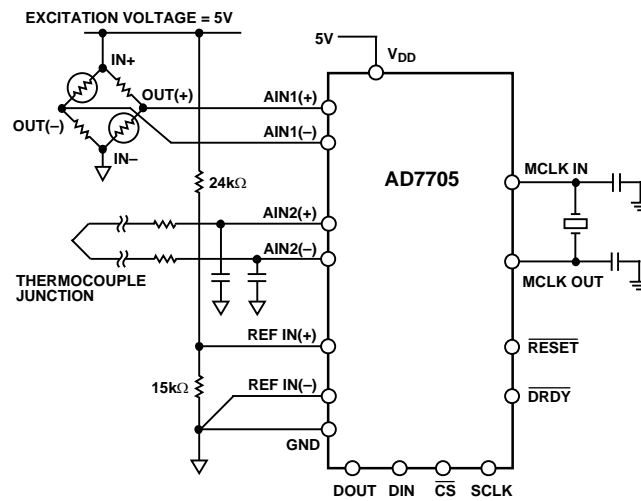 EXCITATION VOLTAGE = 5V
5V
VDD
IN+
OUT(+)
AIN1(+)
OUT(–)
AIN1(–)
IN–
AD7705
MCLK IN
24kΩ
AIN2(+)
AIN2(–)
THERMOCOUPLE
JUNCTION
MCLK OUT
REF IN(+)
RESET
15kΩ
REF IN(–)
DRDY
GND
DOUT DIN CS SCLK